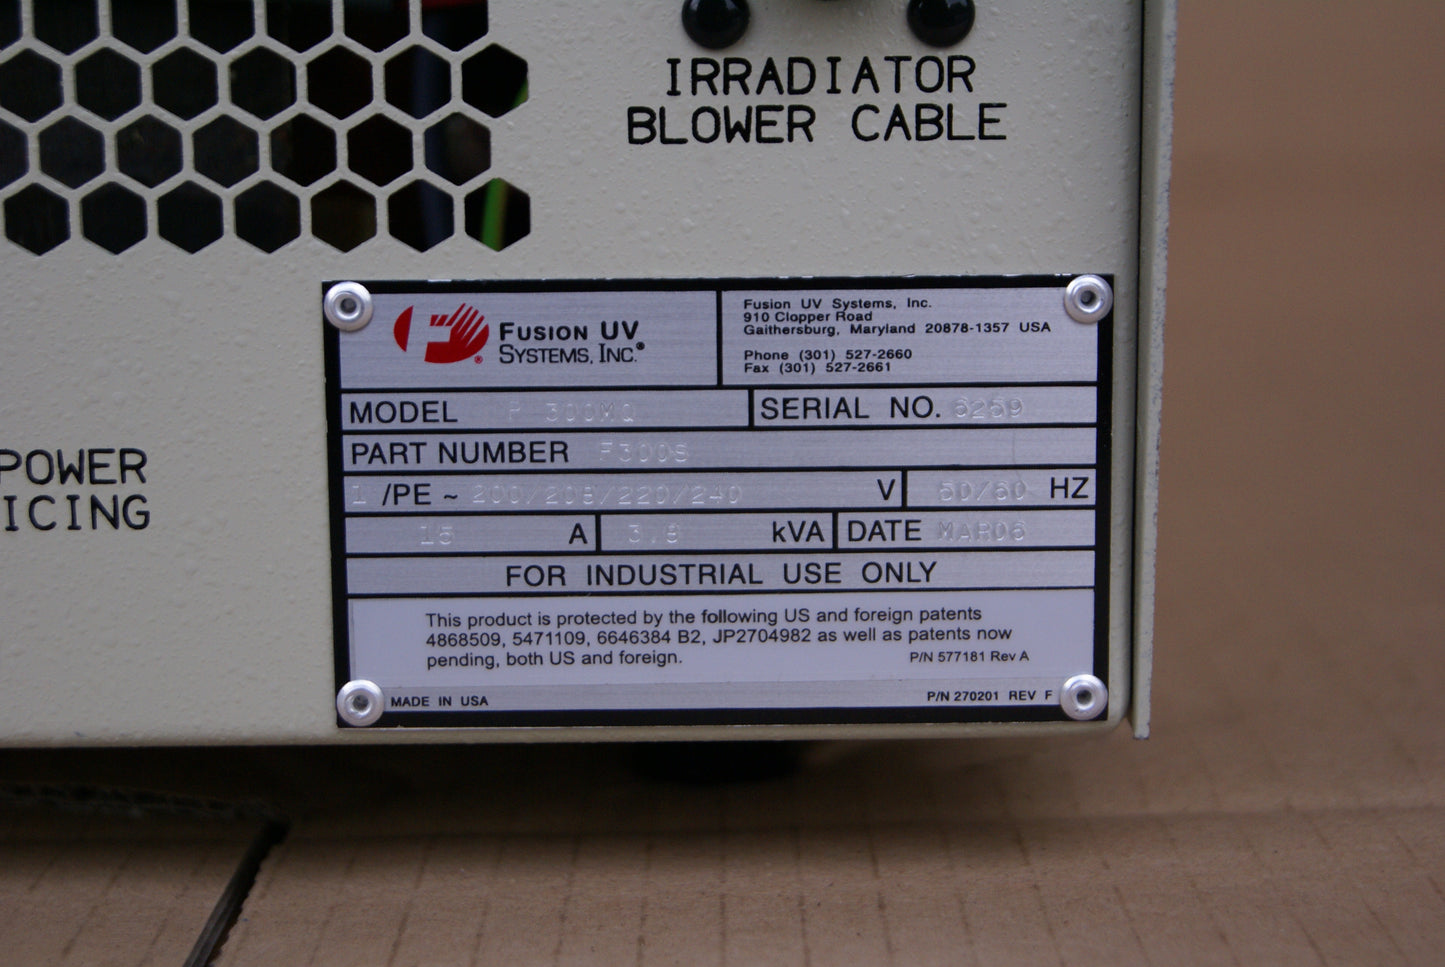 IRRADIATOR
BLOWER CABLE
POWER
ICING
FUSION UV
SYSTEMS, INC.®
Fusion UV Systems, Inc.
910 Clopper Road
Gaithersburg, Maryland 20878-1357 USA
Phone (301) 527-2660
Fax (301) 527-2661
MODEL P 300MQ SERIAL NO. 6259
PART NUMBER F300S
1 /PE ~ 200/208/220/240 V 50/60 HZ
15 A 3.8 kVA DATE MAR06
FOR INDUSTRIAL USE ONLY
This product is protected by the following US and foreign patents
4868509, 5471109, 6646384 B2, JP2704982 as well as patents now
pending, both US and foreign. P/N 577181 Rev A
MADE IN USA P/N 270201 REV F